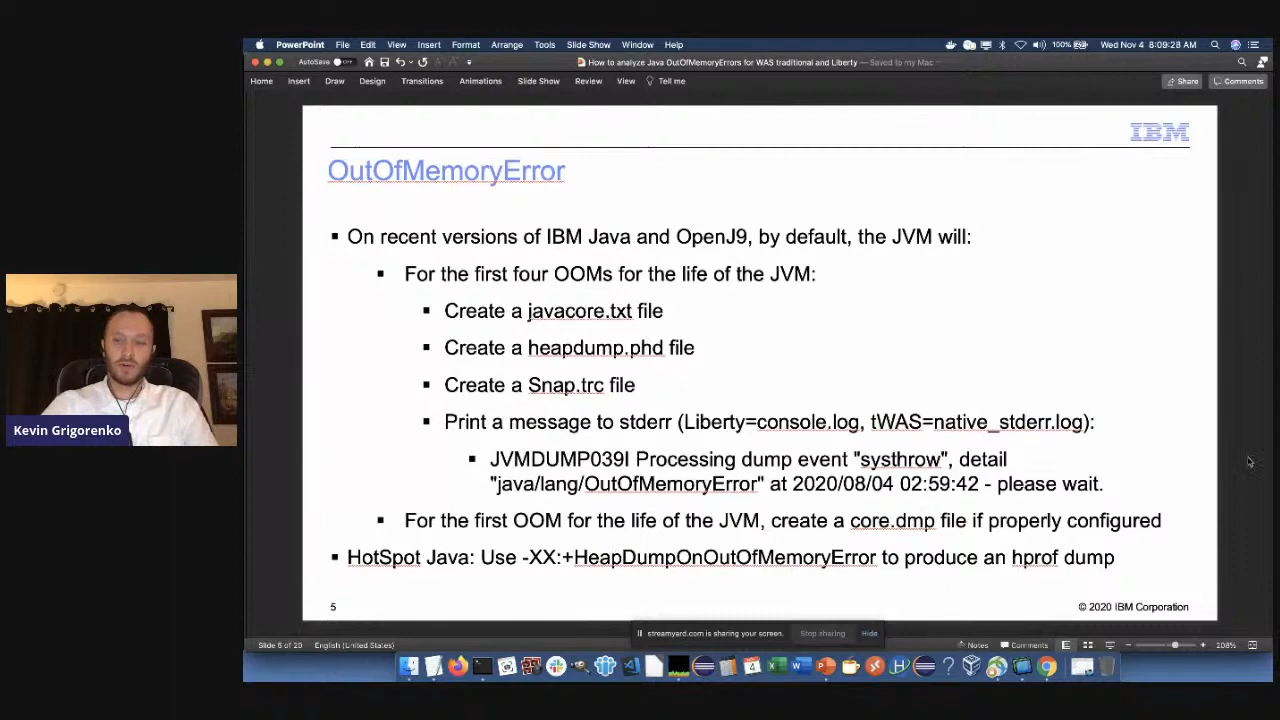 PowerPoint File Edit View Insert Format Arrange Tools Slide Show Window Help 100% Wed Nov 4 8:09:28 AM
AutoSave OFF How to analyze Java OutOfMemoryErrors for WAS traditional and Liberty — Saved to my Mac
Home Insert Draw Design Transitions Animations Slide Show Review View Tell me Share Comments
IBM
OutOfMemoryError
▪ On recent versions of IBM Java and OpenJ9, by default, the JVM will:
▪ For the first four OOMs for the life of the JVM:
▪ Create a javacore.txt file
▪ Create a heapdump.phd file
▪ Create a Snap.trc file
▪ Print a message to stderr (Liberty=console.log, tWAS=native_stderr.log):
▪ JVMDUMP039I Processing dump event "systhrow", detail
"java/lang/OutOfMemoryError" at 2020/08/04 02:59:42 - please wait.
▪ For the first OOM for the life of the JVM, create a core.dmp file if properly configured
▪ HotSpot Java: Use -XX:+HeapDumpOnOutOfMemoryError to produce an hprof dump
5 © 2020 IBM Corporation
Kevin Grigorenko
streamyard.com is sharing your screen. Stop sharing Hide
English (United States) Notes Comments 208%